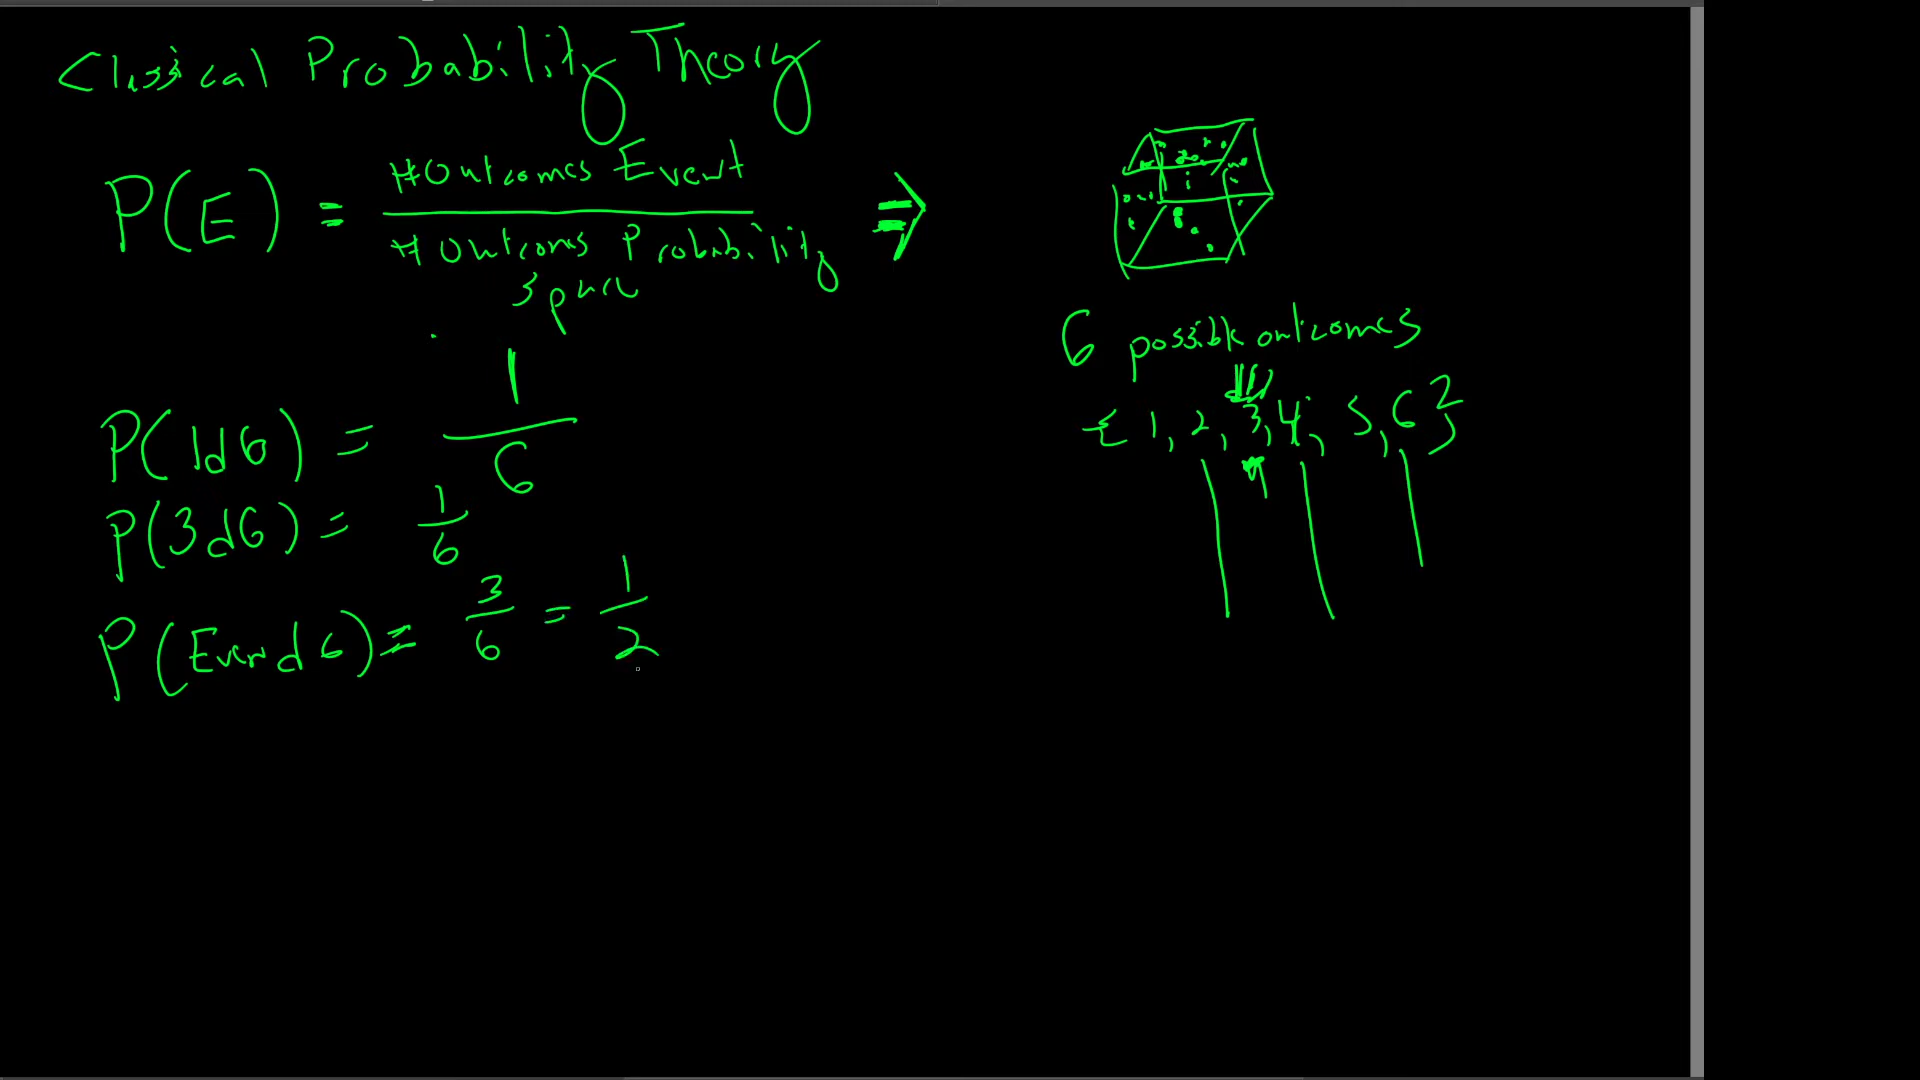 Classical Probability Theory
P(E) = #Outcomes Event / #Outcomes Probability Space ⇒
6 possible outcomes
{1, 2, 3, 4, 5, 6}
P(1d6) = 1/6
P(3d6) = 1/6
P(Even d6) = 3/6 = 1/2